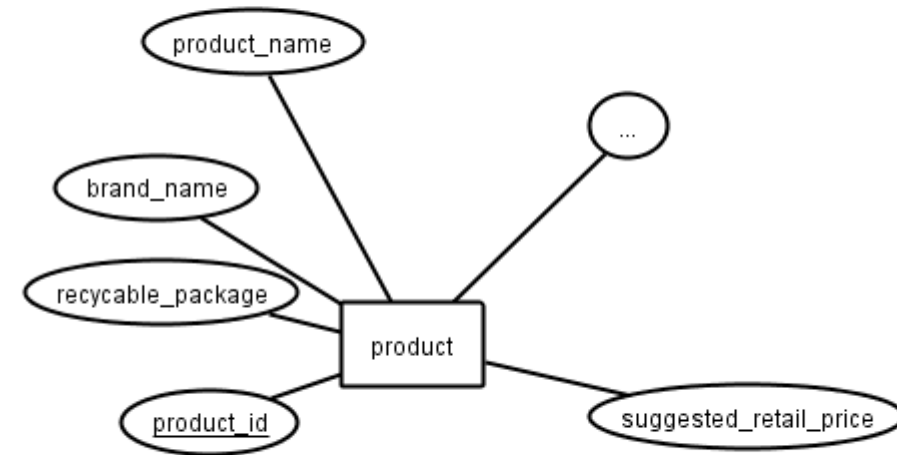 product_name
...
brand_name
recycable_package
product
product_id
suggested_retail_price